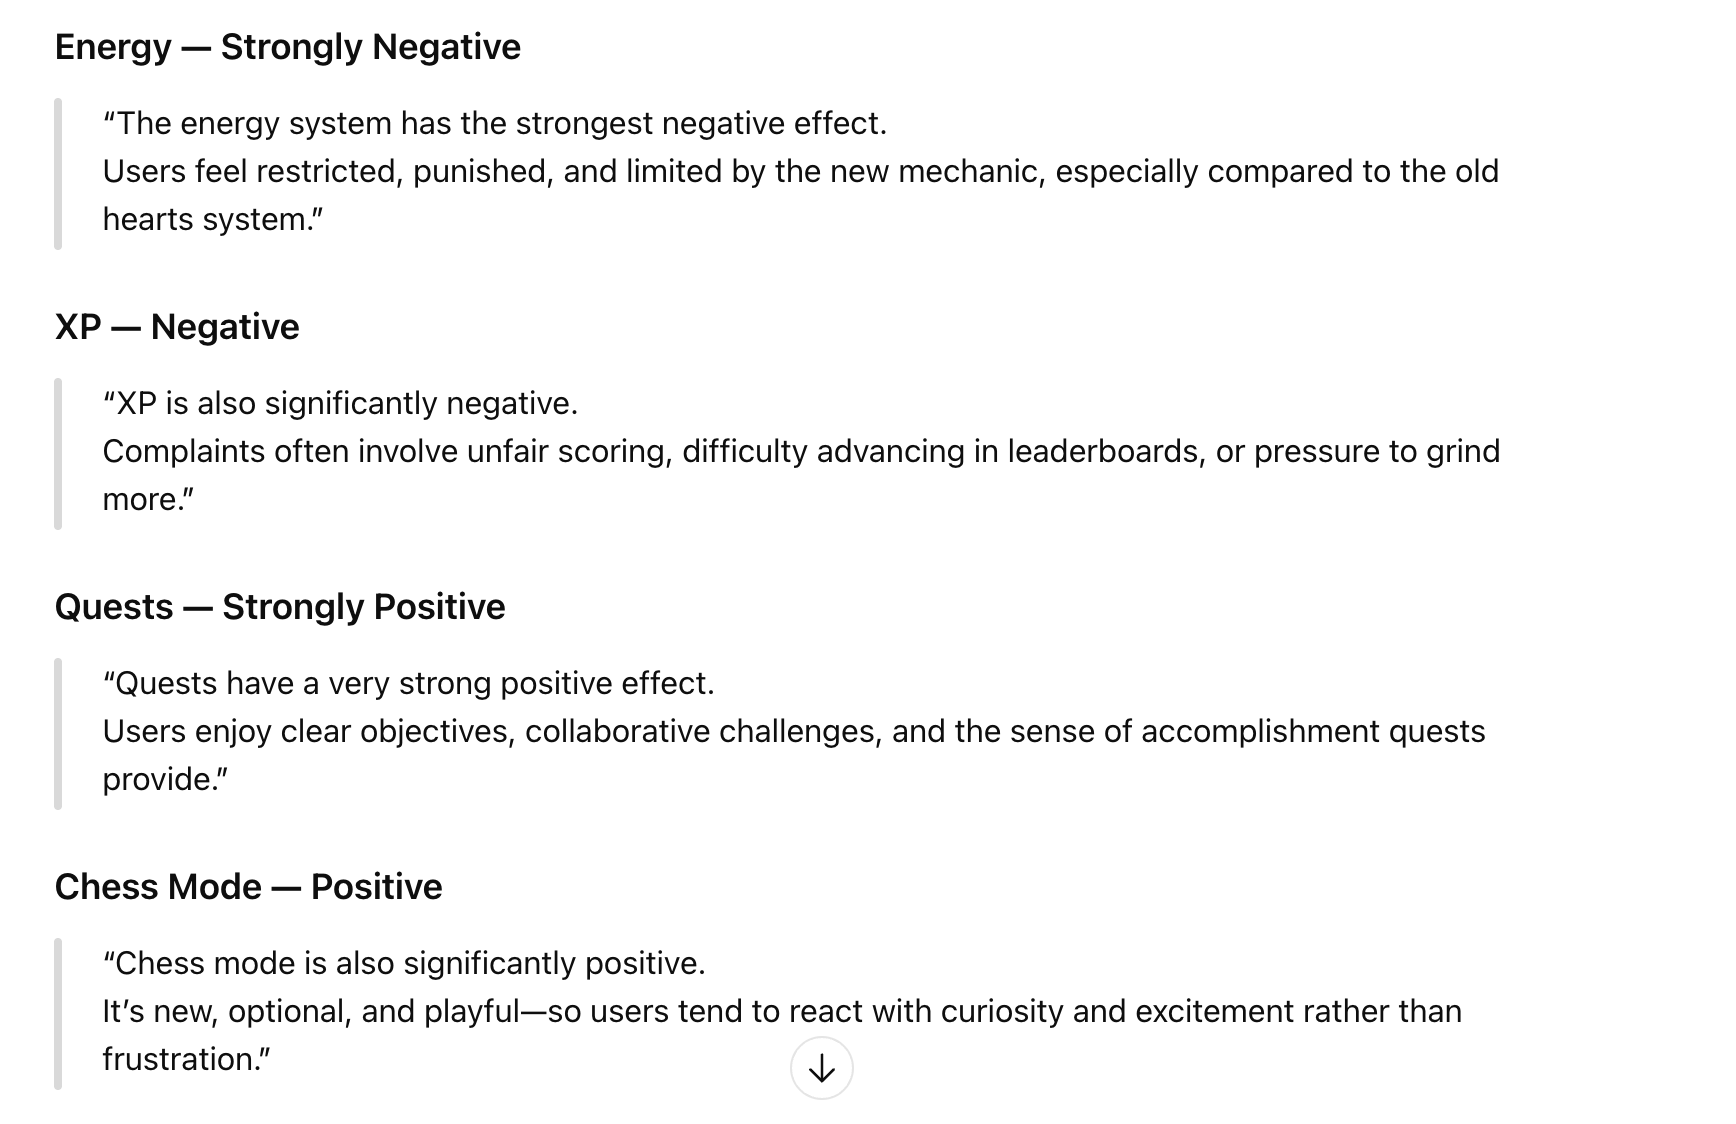 Energy — Strongly Negative
“The energy system has the strongest negative effect.
Users feel restricted, punished, and limited by the new mechanic, especially compared to the old
hearts system.”
XP — Negative
“XP is also significantly negative.
Complaints often involve unfair scoring, difficulty advancing in leaderboards, or pressure to grind
more.”
Quests — Strongly Positive
“Quests have a very strong positive effect.
Users enjoy clear objectives, collaborative challenges, and the sense of accomplishment quests
provide.”
Chess Mode — Positive
“Chess mode is also significantly positive.
It’s new, optional, and playful—so users tend to react with curiosity and excitement rather than
frustration.”